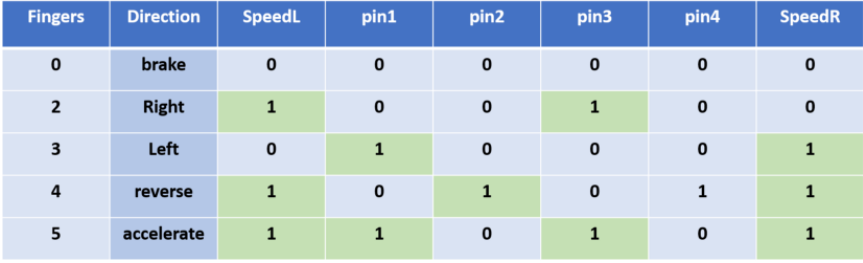 Fingers Direction SpeedL pin1 pin2 pin3 pin4 SpeedR
0 brake 0 0 0 0 0 0
2 Right 1 0 0 1 0 0
3 Left 0 1 0 0 0 1
4 reverse 1 0 1 0 1 1
5 accelerate 1 1 0 1 0 1